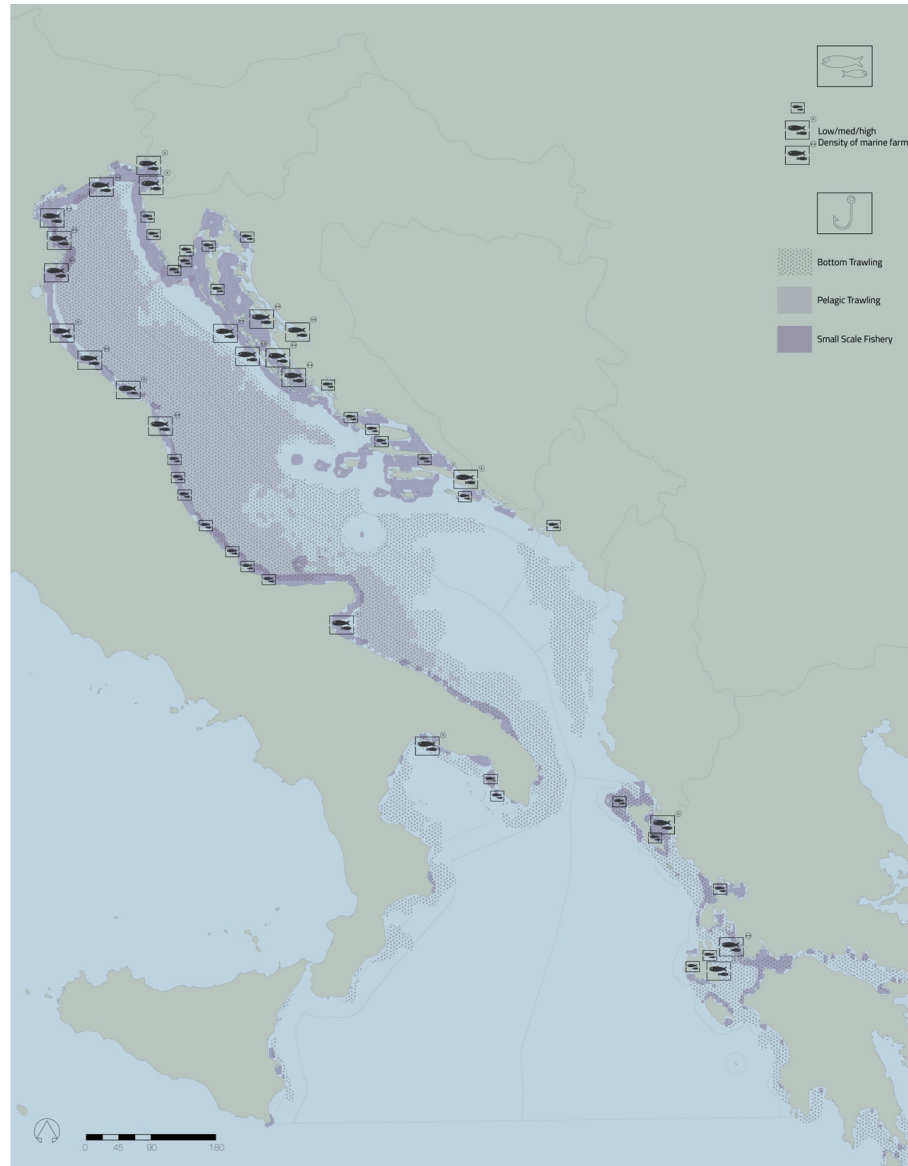 Low/med/high
Density of marine farm
Bottom Trawling
Pelagic Trawling
Small Scale Fishery
0 45 90 180